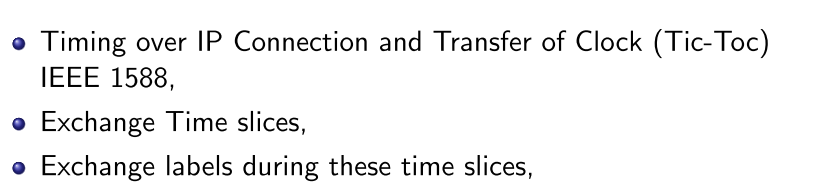 Timing over IP Connection and Transfer of Clock (Tic-Toc)
IEEE 1588,
Exchange Time slices,
Exchange labels during these time slices,